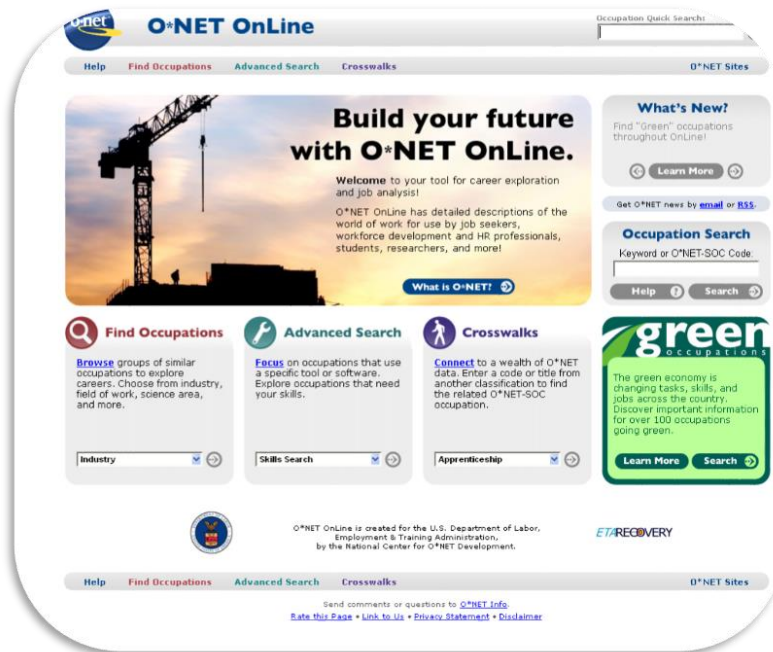 o·net
O*NET OnLine
Occupation Quick Search:
Help Find Occupations Advanced Search Crosswalks O*NET Sites
Build your future
with O*NET OnLine.
Welcome to your tool for career exploration
and job analysis!
O*NET OnLine has detailed descriptions of the
world of work for use by job seekers,
workforce development and HR professionals,
students, researchers, and more!
What is O*NET?
What's New?
Find "Green" occupations
throughout OnLine!
Learn More
Get O*NET news by email or RSS.
Occupation Search
Keyword or O*NET-SOC Code:
Help ? Search
Find Occupations
Browse groups of similar
occupations to explore
careers. Choose from industry,
field of work, science area,
and more.
Industry
Advanced Search
Focus on occupations that use
a specific tool or software.
Explore occupations that need
your skills.
Skills Search
Crosswalks
Connect to a wealth of O*NET
data. Enter a code or title from
another classification to find
the related O*NET-SOC
occupation.
Apprenticeship
green
occupations
The green economy is
changing tasks, skills, and
jobs across the country.
Discover important information
for over 100 occupations
going green.
Learn More Search
O*NET OnLine is created for the U.S. Department of Labor,
Employment & Training Administration,
by the National Center for O*NET Development.
ETARECOVERY
Help Find Occupations Advanced Search Crosswalks O*NET Sites
Send comments or questions to O*NET Info.
Rate this Page • Link to Us • Privacy Statement • Disclaimer